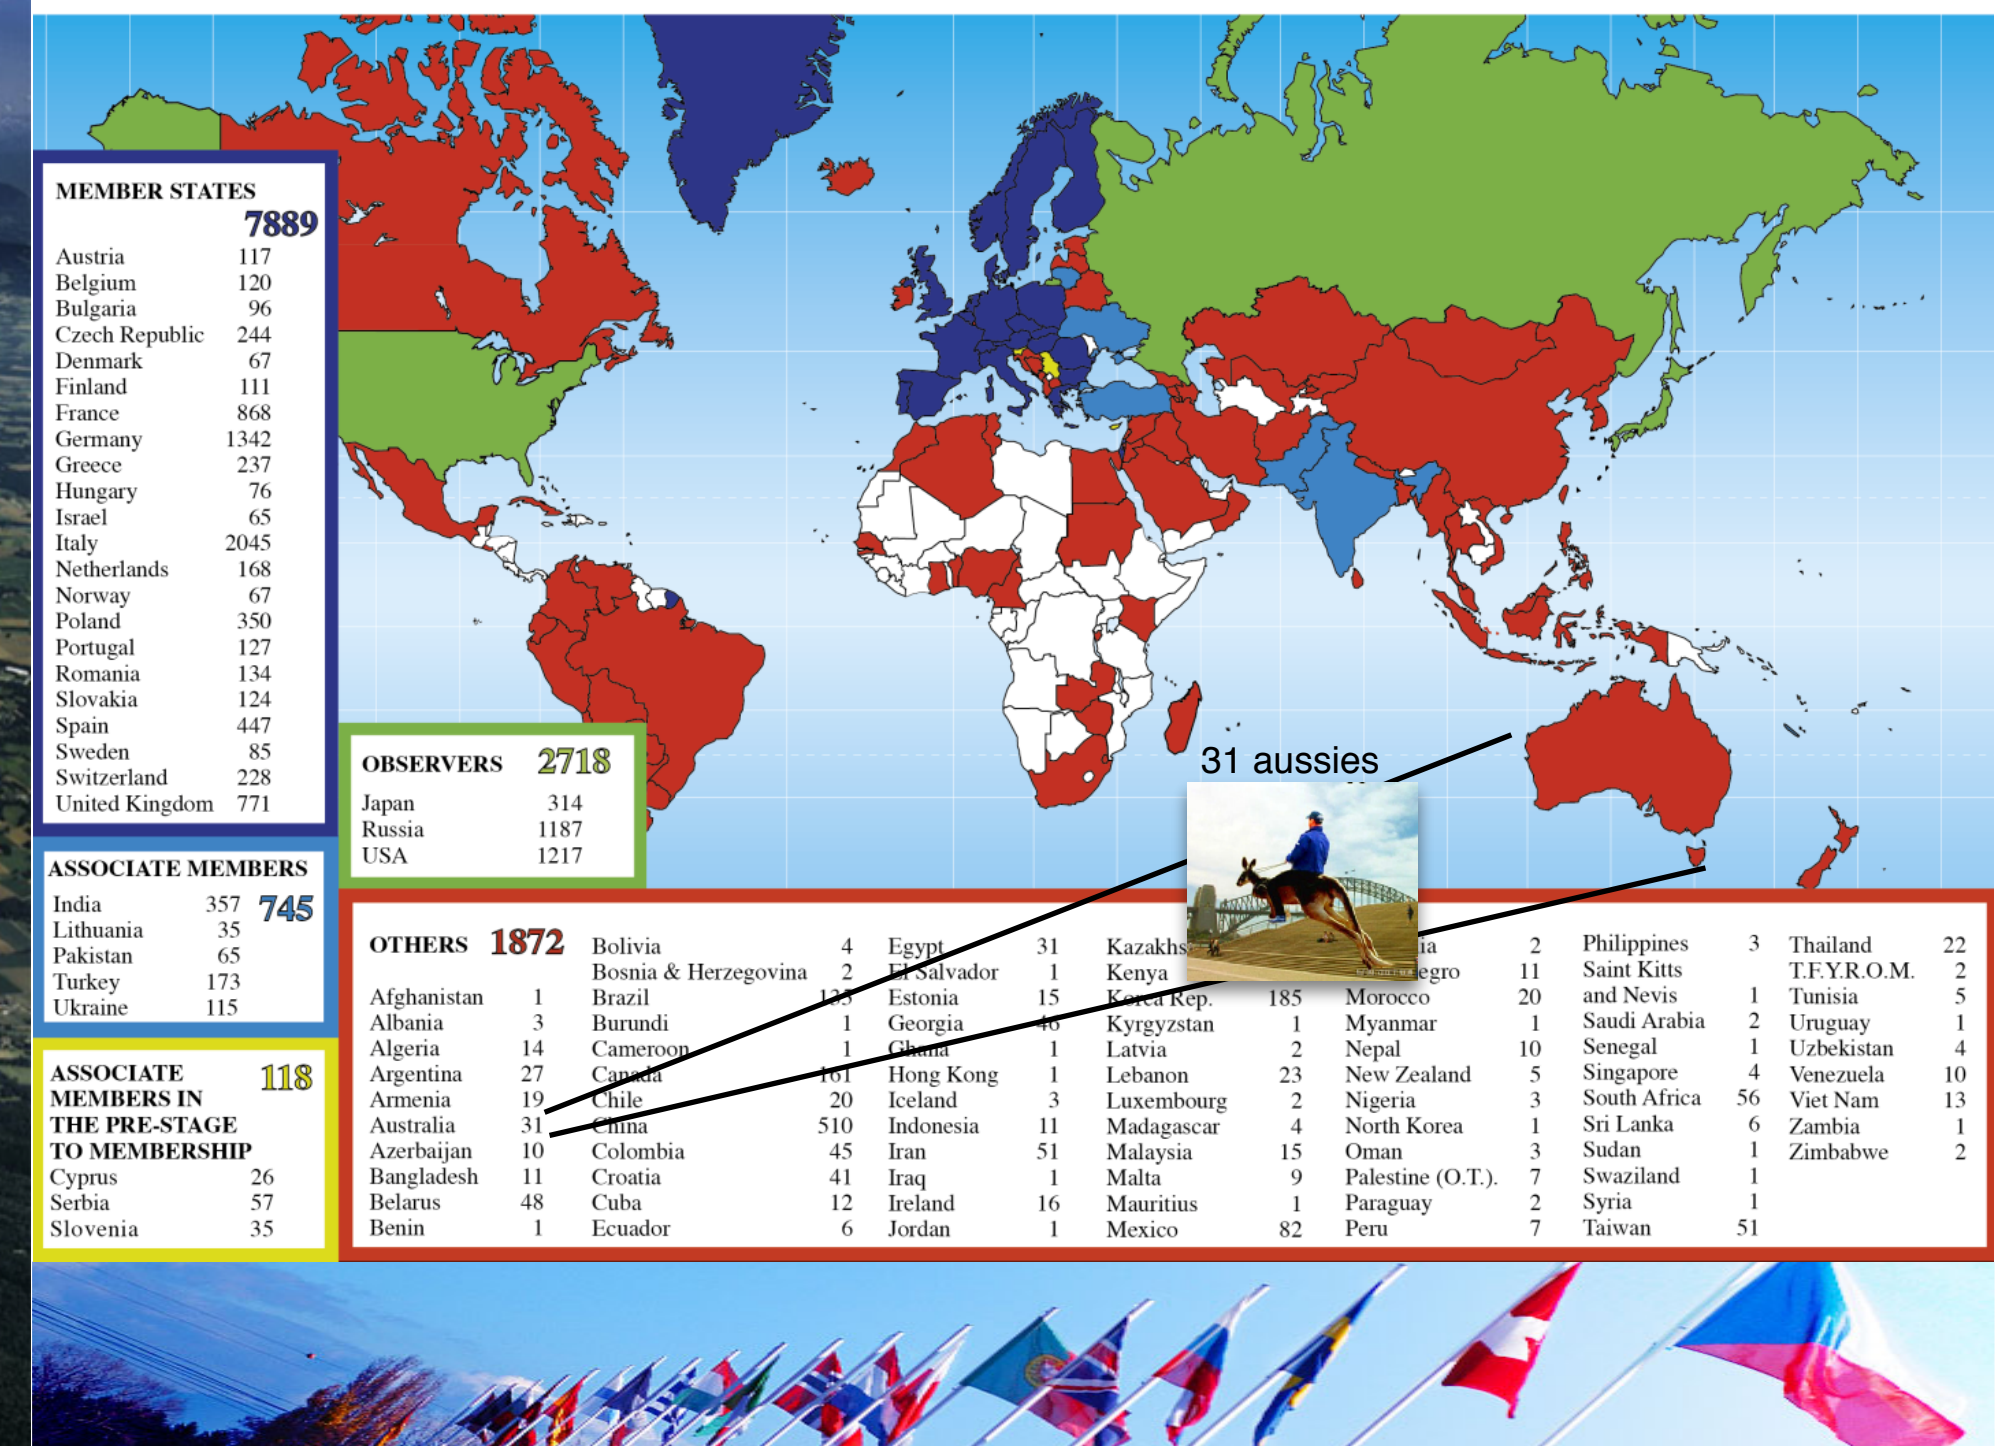 MEMBER STATES
7889
Austria 117
Belgium 120
Bulgaria 96
Czech Republic 244
Denmark 67
Finland 111
France 868
Germany 1342
Greece 237
Hungary 76
Israel 65
Italy 2045
Netherlands 168
Norway 67
Poland 350
Portugal 127
Romania 134
Slovakia 124
Spain 447
Sweden 85
Switzerland 228
United Kingdom 771
ASSOCIATE MEMBERS
745
India 357
Lithuania 35
Pakistan 65
Turkey 173
Ukraine 115
ASSOCIATE 118
MEMBERS IN
THE PRE-STAGE
TO MEMBERSHIP
Cyprus 26
Serbia 57
Slovenia 35
OBSERVERS 2718
Japan 314
Russia 1187
USA 1217
31 aussies
OTHERS 1872
Afghanistan 1
Albania 3
Algeria 14
Argentina 27
Armenia 19
Australia 31
Azerbaijan 10
Bangladesh 11
Belarus 48
Benin 1
Bolivia 4
Bosnia & Herzegovina 2
Brazil 135
Burundi 1
Cameroon 1
Canada 161
Chile 20
China 510
Colombia 45
Croatia 41
Cuba 12
Ecuador 6
Egypt 31
El Salvador 1
Estonia 15
Georgia 46
Ghana 1
Hong Kong 1
Iceland 3
Indonesia 11
Iran 51
Iraq 1
Ireland 16
Jordan 1
Kazakhs
Kenya
Korea Rep. 185
Kyrgyzstan 1
Latvia 2
Lebanon 23
Luxembourg 2
Madagascar 4
Malaysia 15
Malta 9
Mauritius 1
Mexico 82
ia 2
egro 11
Morocco 20
Myanmar 1
Nepal 10
New Zealand 5
Nigeria 3
North Korea 1
Oman 3
Palestine (O.T.). 7
Paraguay 2
Peru 7
Philippines 3
Saint Kitts
and Nevis 1
Saudi Arabia 2
Senegal 1
Singapore 4
South Africa 56
Sri Lanka 6
Sudan 1
Swaziland 1
Syria 1
Taiwan 51
Thailand 22
T.F.Y.R.O.M. 2
Tunisia 5
Uruguay 1
Uzbekistan 4
Venezuela 10
Viet Nam 13
Zambia 1
Zimbabwe 2